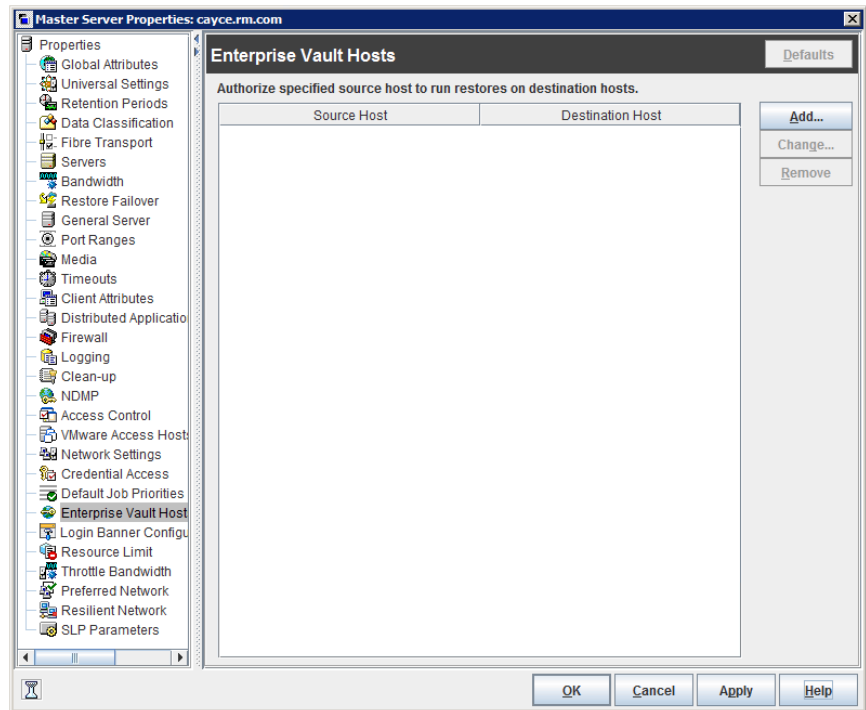 Master Server Properties: cayce.rm.com
Properties
Global Attributes
Universal Settings
Retention Periods
Data Classification
Fibre Transport
Servers
Bandwidth
Restore Failover
General Server
Port Ranges
Media
Timeouts
Client Attributes
Distributed Applicatio
Firewall
Logging
Clean-up
NDMP
Access Control
VMware Access Hosts
Network Settings
Credential Access
Default Job Priorities
Enterprise Vault Host
Login Banner Configu
Resource Limit
Throttle Bandwidth
Preferred Network
Resilient Network
SLP Parameters
Enterprise Vault Hosts
Defaults
Authorize specified source host to run restores on destination hosts.
Source Host Destination Host
Add...
Change...
Remove
OK Cancel Apply Help